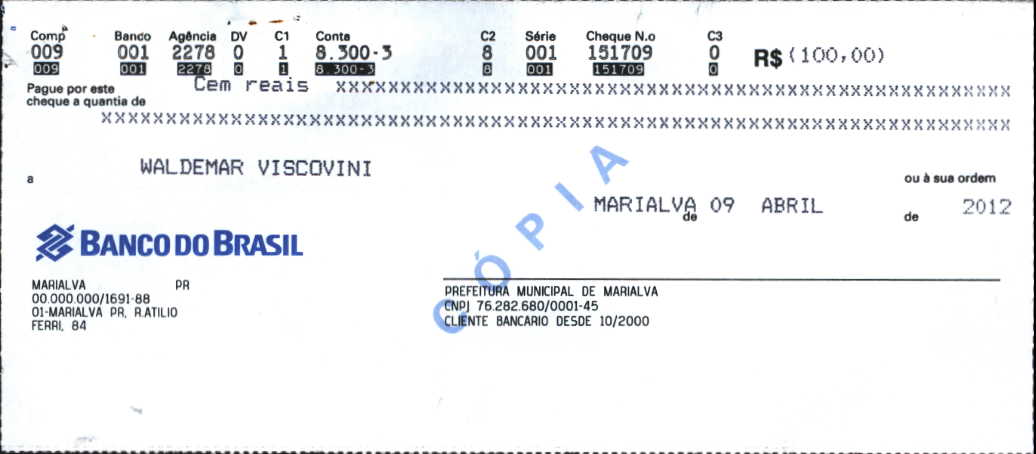 Comp Banco Agência DV C1 Conta C2 Série Cheque N.o C3
009 001 2278 0 1 8.300-3 8 001 151709 0 R$ (100,00)
009 001 2278 0 1 8.300-3 8 001 151709 0
Pague por este Cem reais XXXXXXXXXXXXXXXXXXXXXXXXXXXXXXXXXXXXXXXXXXXXXXXXXXXXXXXXXXXXXXX
cheque a quantia de
XXXXXXXXXXXXXXXXXXXXXXXXXXXXXXXXXXXXXXXXXXXXXXXXXXXXXXXXXXXXXXXXXXXXXXXXXXXXXXXXXXXX
a WALDEMAR VISCOVINI ou à sua ordem
MARIALVA de 09 ABRIL de 2012
CÓPIA
BANCO DO BRASIL
MARIALVA PR
00.000.000/1691-88
01-MARIALVA PR, R.ATILIO
FERRI, 84
PREFEITURA MUNICIPAL DE MARIALVA
CNPJ 76.282.680/0001-45
CLIENTE BANCARIO DESDE 10/2000